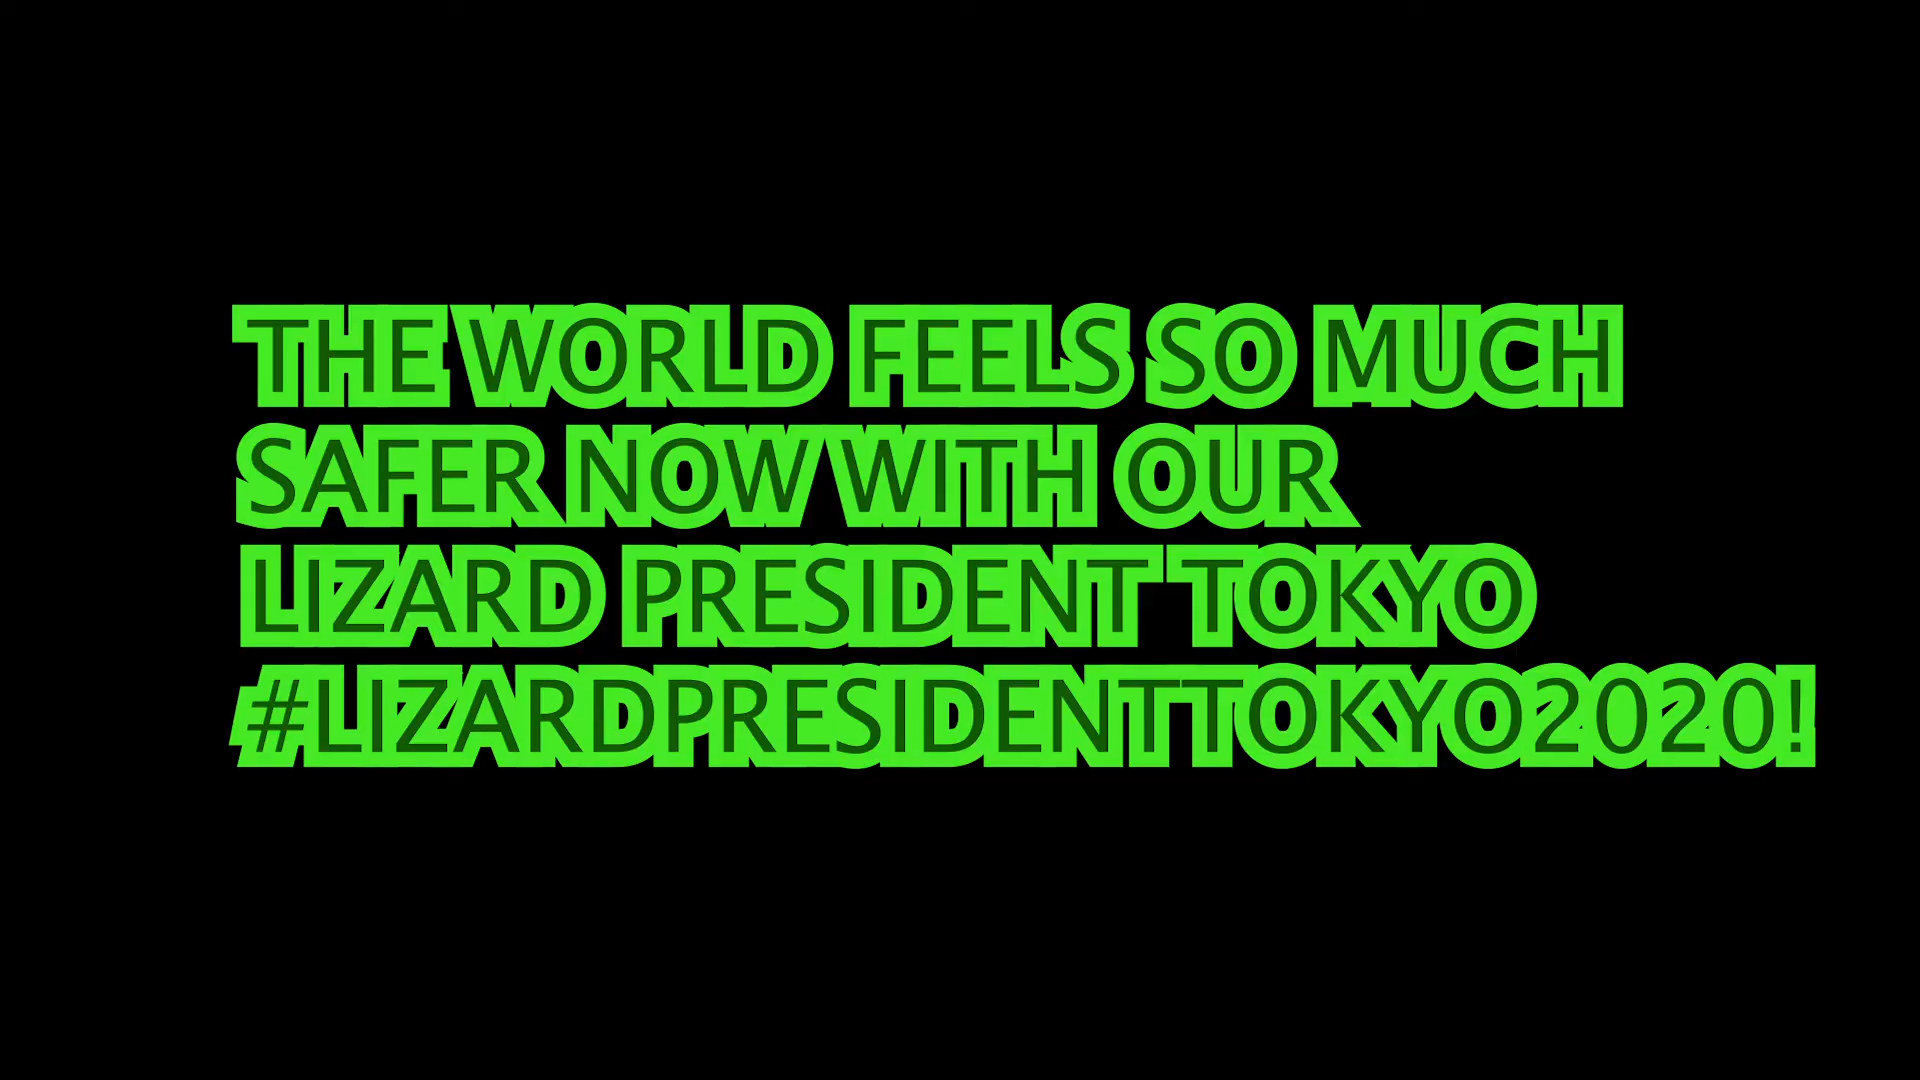 THE WORLD FEELS SO MUCH
SAFER NOW WITH OUR
LIZARD PRESIDENT TOKYO
#LIZARDPRESIDENTTOKYO2020!